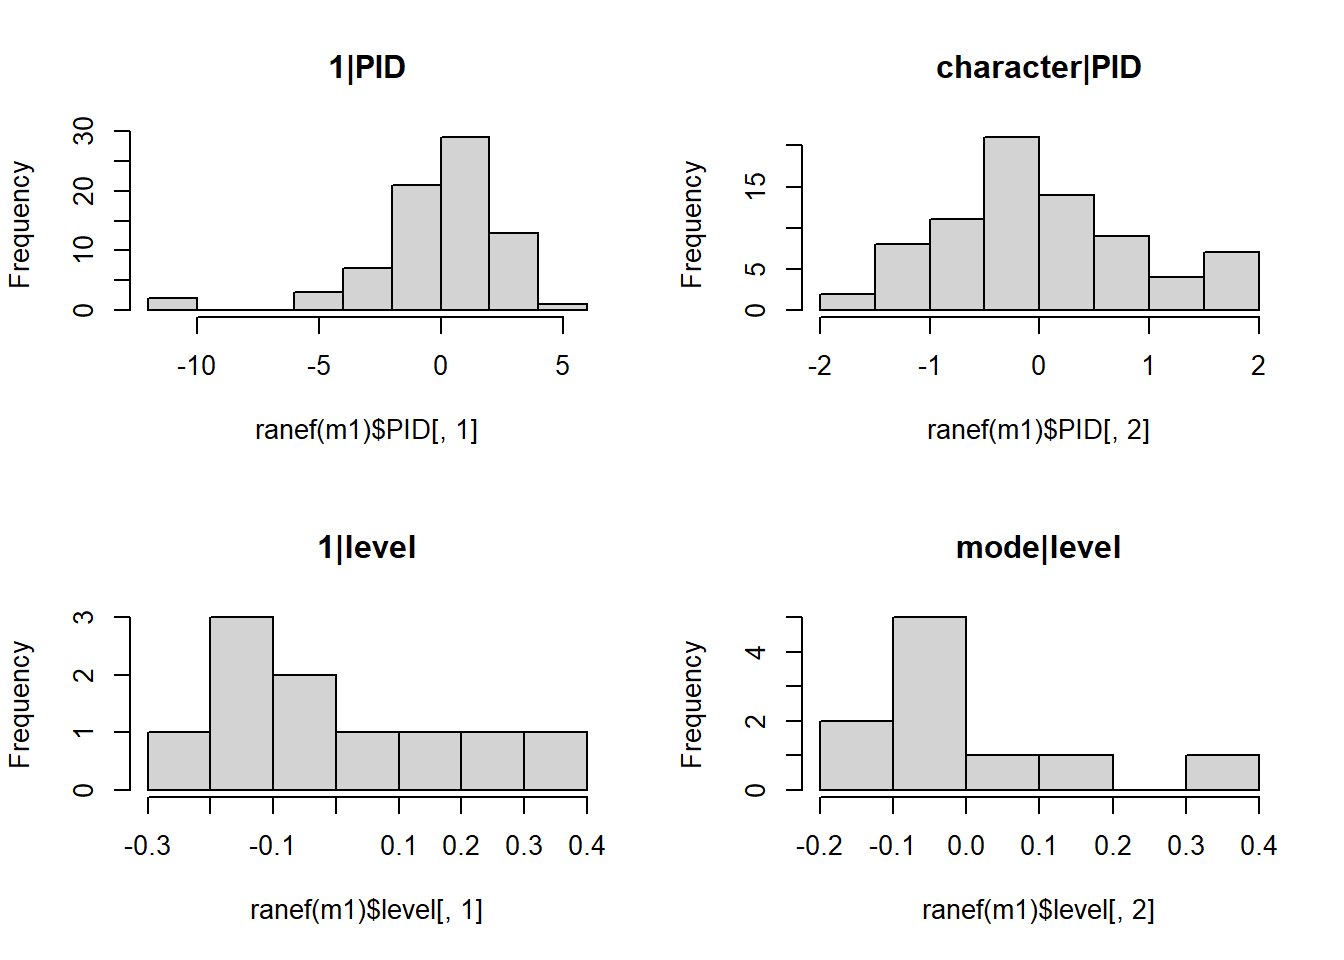 1|PID
Frequency
0 10 20 30
-10 -5 0 5
ranef(m1)$PID[, 1]
character|PID
Frequency
5 15
-2 -1 0 1 2
ranef(m1)$PID[, 2]
1|level
Frequency
0 1 2 3
-0.3 -0.1 0.1 0.2 0.3 0.4
ranef(m1)$level[, 1]
mode|level
Frequency
0 2 4
-0.2 -0.1 0.0 0.1 0.2 0.3 0.4
ranef(m1)$level[, 2]